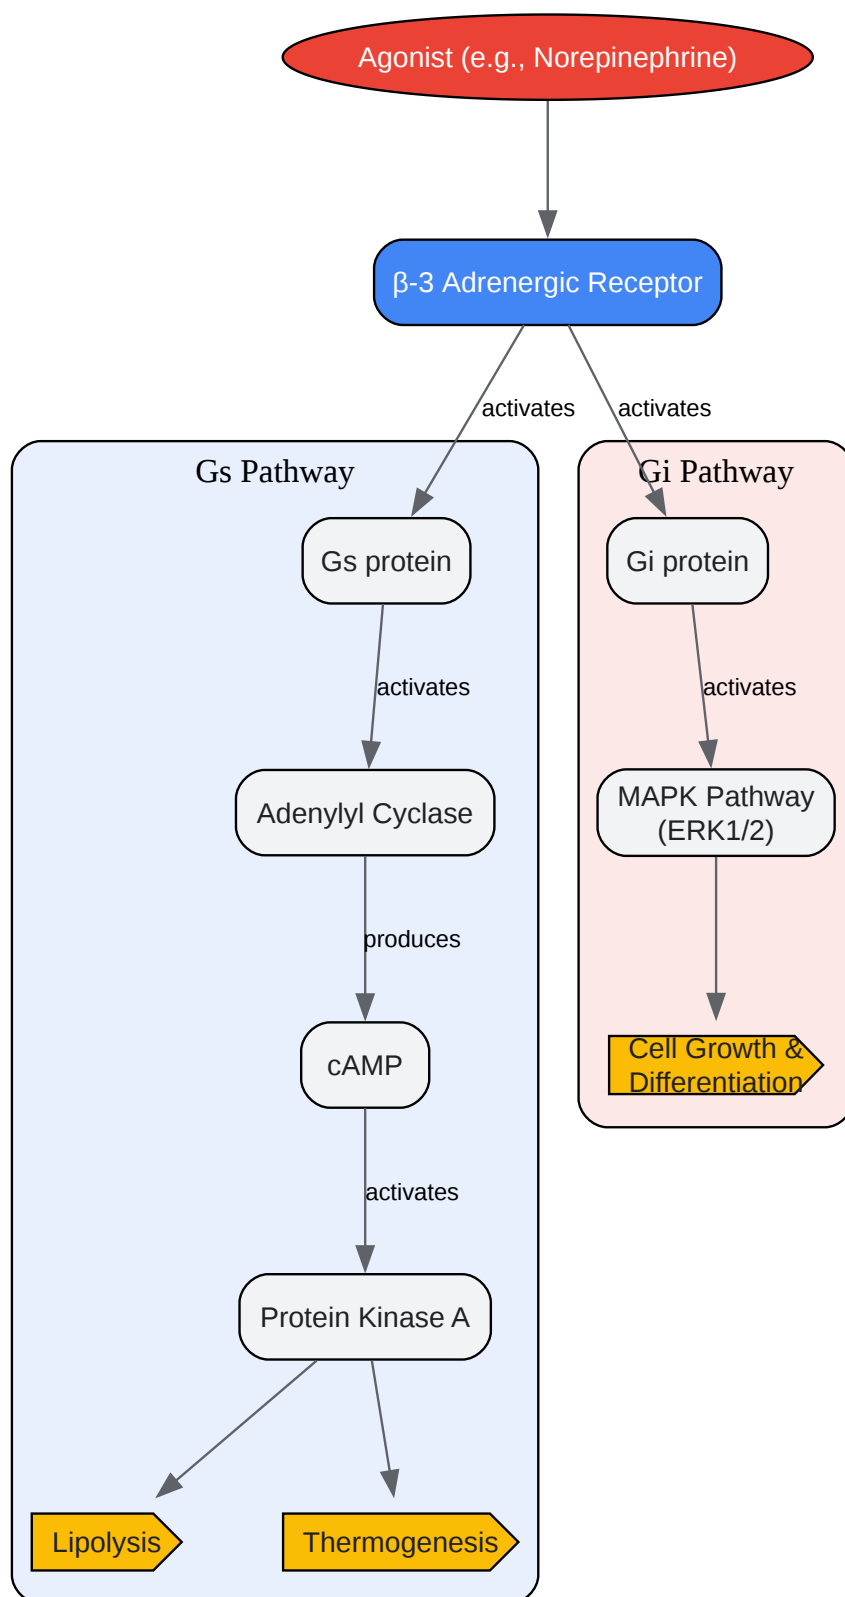 Agonist (e.g., Norepinephrine)
β-3 Adrenergic Receptor
activates
activates
Gs Pathway
Gs protein
activates
Adenylyl Cyclase
produces
cAMP
activates
Protein Kinase A
Lipolysis
Thermogenesis
Gi Pathway
Gi protein
activates
MAPK Pathway
(ERK1/2)
Cell Growth &
Differentiation